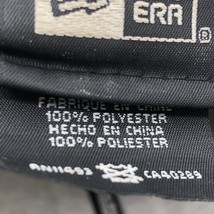 ERA
FABRIQUE EN CHINE
100% POLYESTER
HECHO EN CHINA
100% POLIESTER
RN11493 CA40289